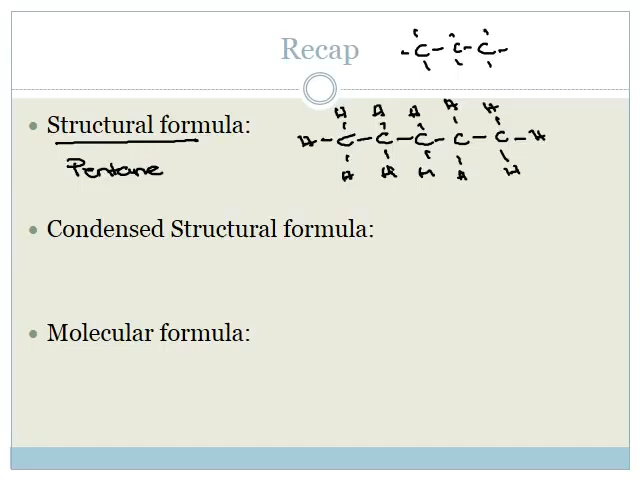 Recap
- C - C - C -
Structural formula:
H H H H H
H - C - C - C - C - C - H
H H H H H
Pentane
Condensed Structural formula:
Molecular formula: